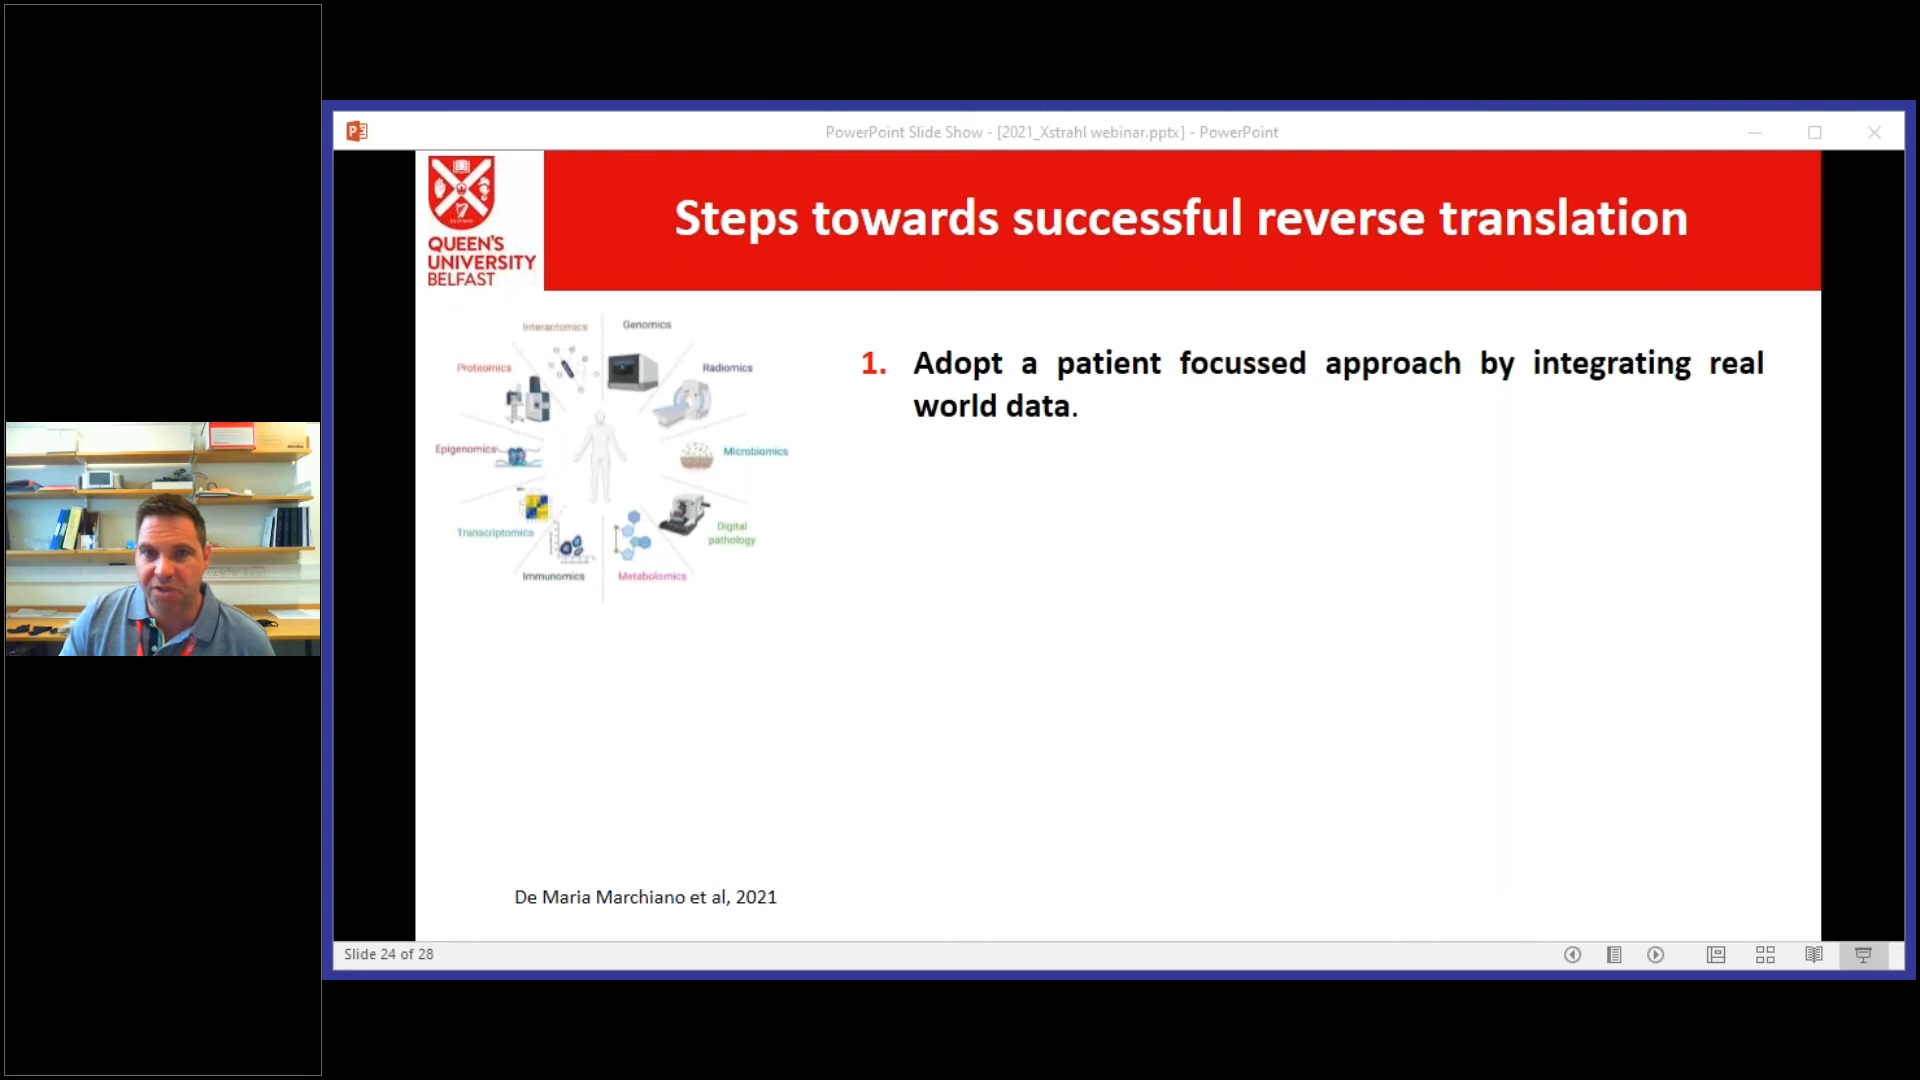 PowerPoint Slide Show - [2021_Xstrahl webinar.pptx] - PowerPoint
QUEEN'S
UNIVERSITY
BELFAST
Steps towards successful reverse translation
Interactomics
Genomics
Proteomics
Radiomics
Epigenomics
Microbiomics
Transcriptomics
Digital
pathology
Immunomics
Metabolomics
1. Adopt a patient focussed approach by integrating real
world data.
De Maria Marchiano et al, 2021
Slide 24 of 28